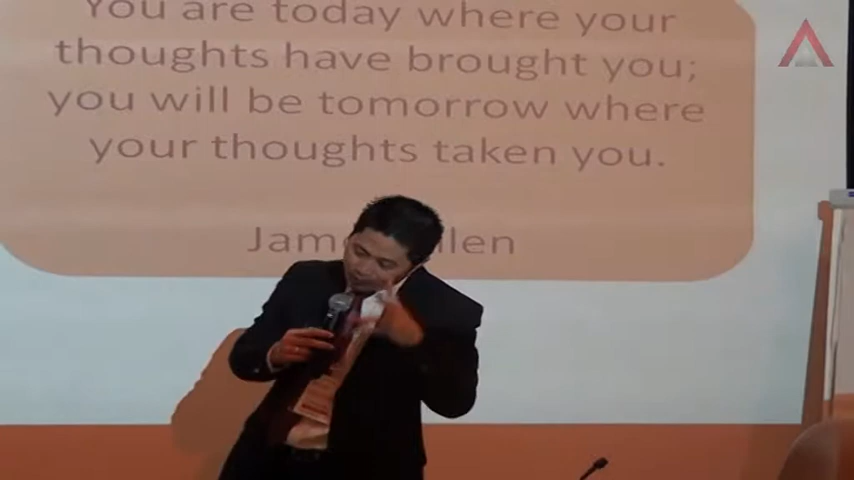 You are today where your
thoughts have brought you;
you will be tomorrow where
your thoughts taken you.